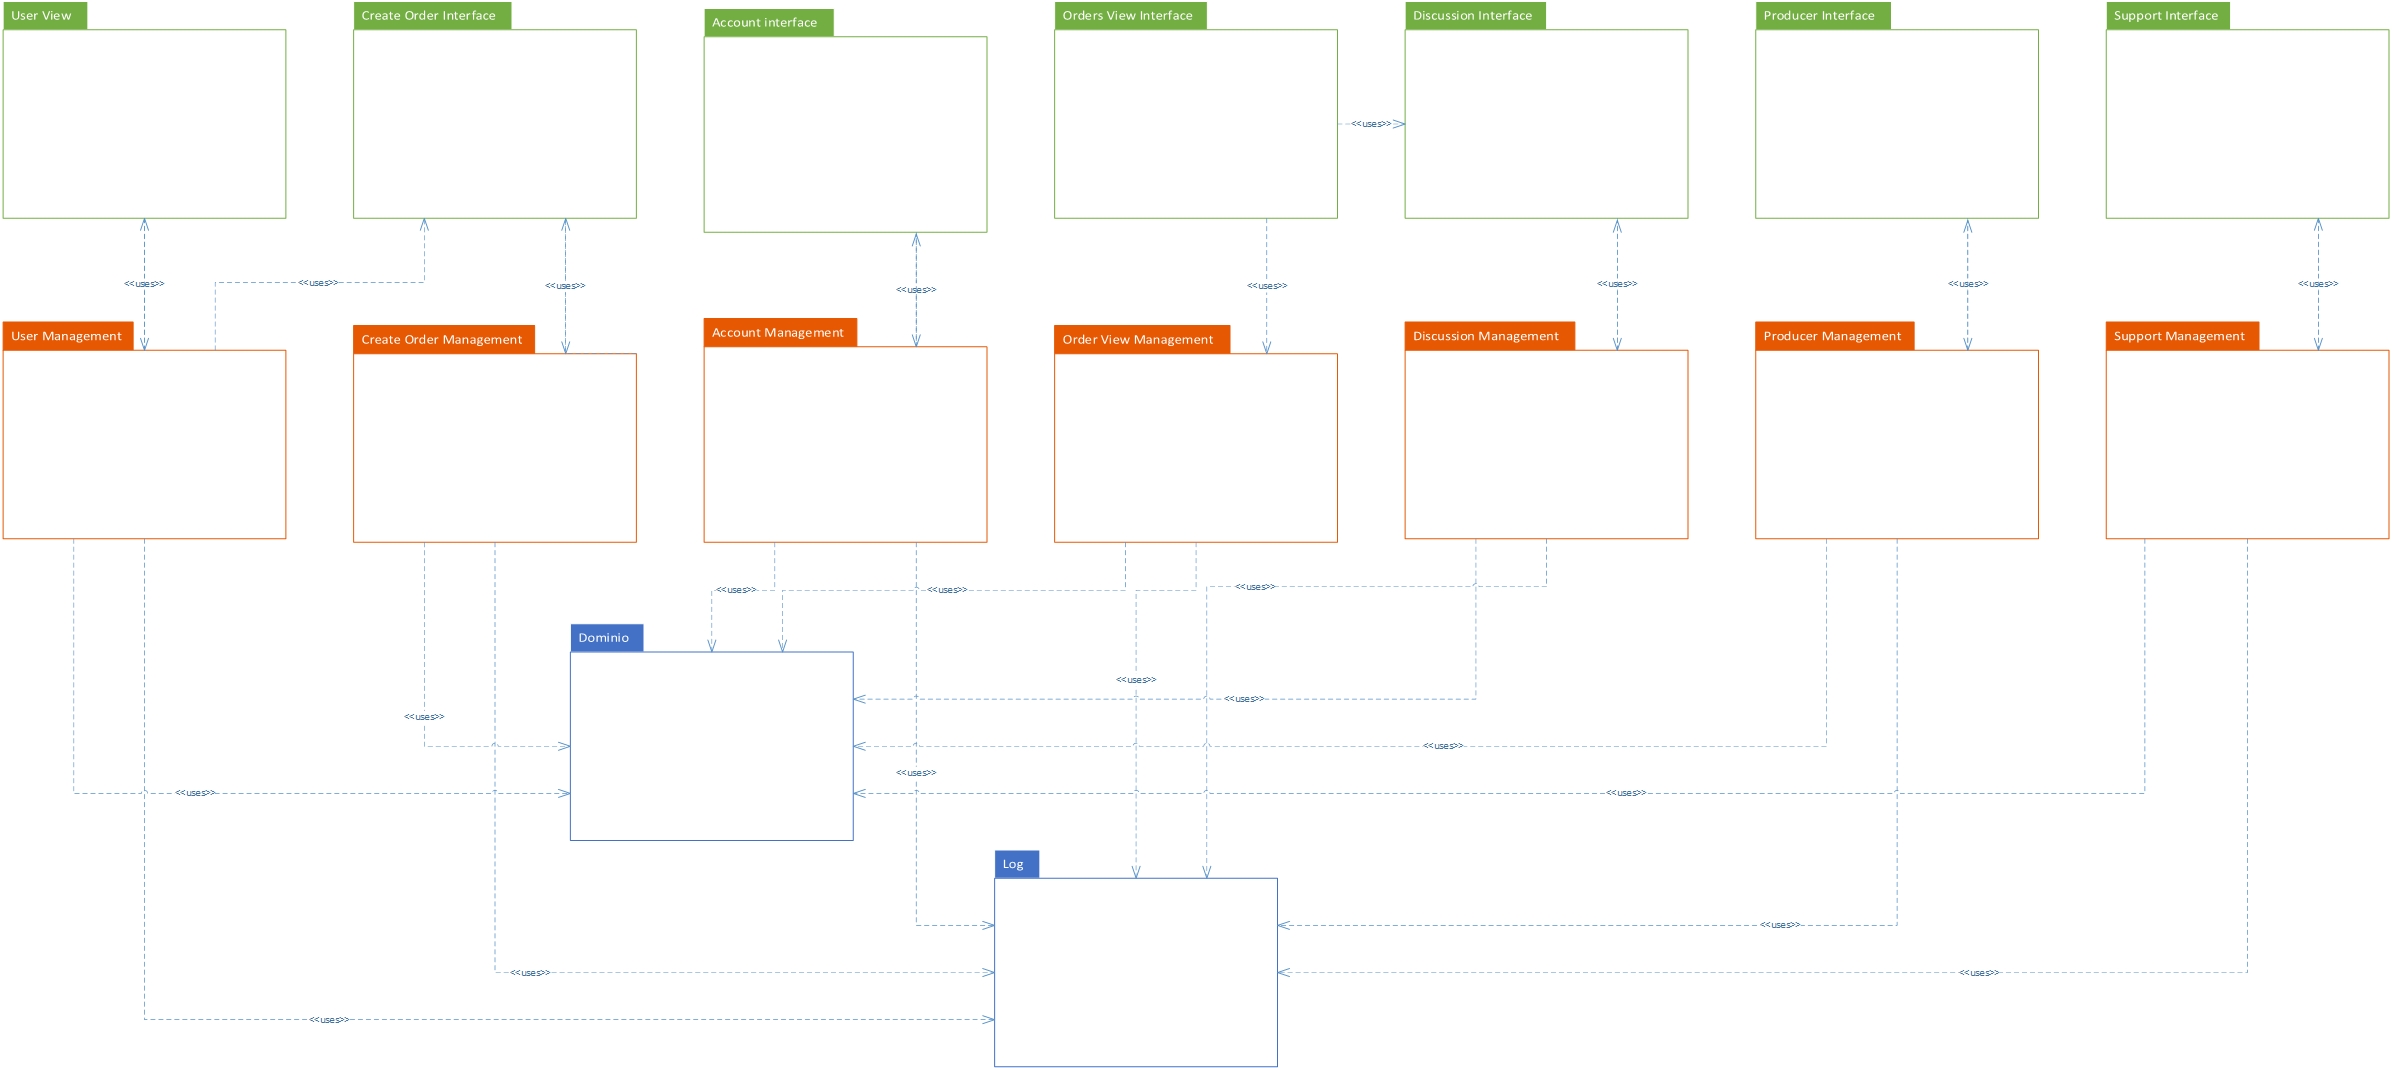 User View
Create Order Interface
Account interface
Orders View Interface
Discussion Interface
Producer Interface
Support Interface
<<uses>>
<<uses>>
<<uses>>
<<uses>>
<<uses>>
<<uses>>
<<uses>>
<<uses>>
<<uses>>
User Management
Create Order Management
Account Management
Order View Management
Discussion Management
Producer Management
Support Management
<<uses>>
<<uses>>
<<uses>>
Dominio
<<uses>>
<<uses>>
<<uses>>
<<uses>>
<<uses>>
<<uses>>
<<uses>>
Log
<<uses>>
<<uses>>
<<uses>>
<<uses>>